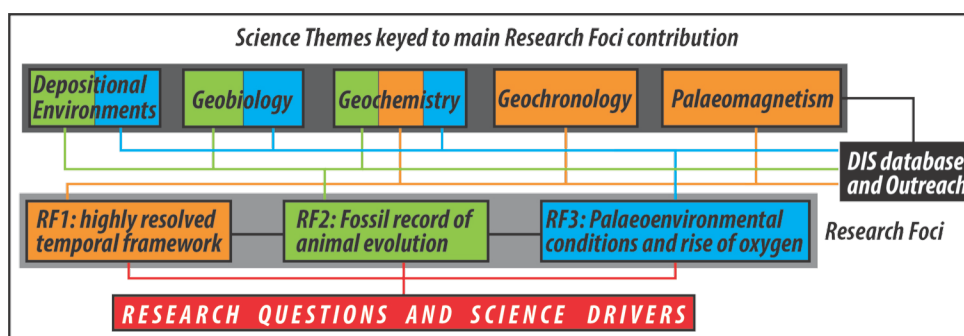 Science Themes keyed to main Research Foci contribution
Depositional
Environments
Geobiology
Geochemistry
Geochronology
Palaeomagnetism
DIS database
and Outreach
RF1: highly resolved
temporal framework
RF2: Fossil record of
animal evolution
RF3: Palaeoenvironmental
conditions and rise of oxygen
Research Foci
RESEARCH QUESTIONS AND SCIENCE DRIVERS